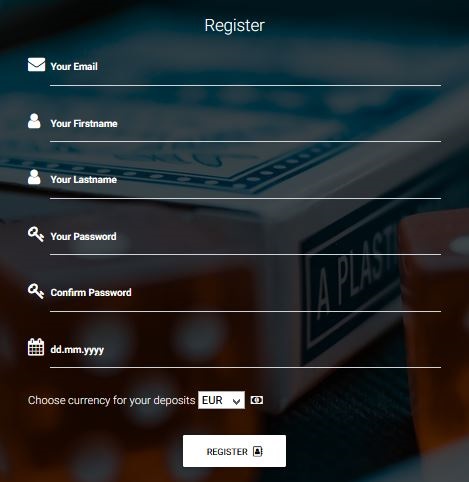 Register
Your Email
Your Firstname
Your Lastname
Your Password
Confirm Password
dd.mm.yyyy
Choose currency for your deposits EUR
REGISTER
A PLAST